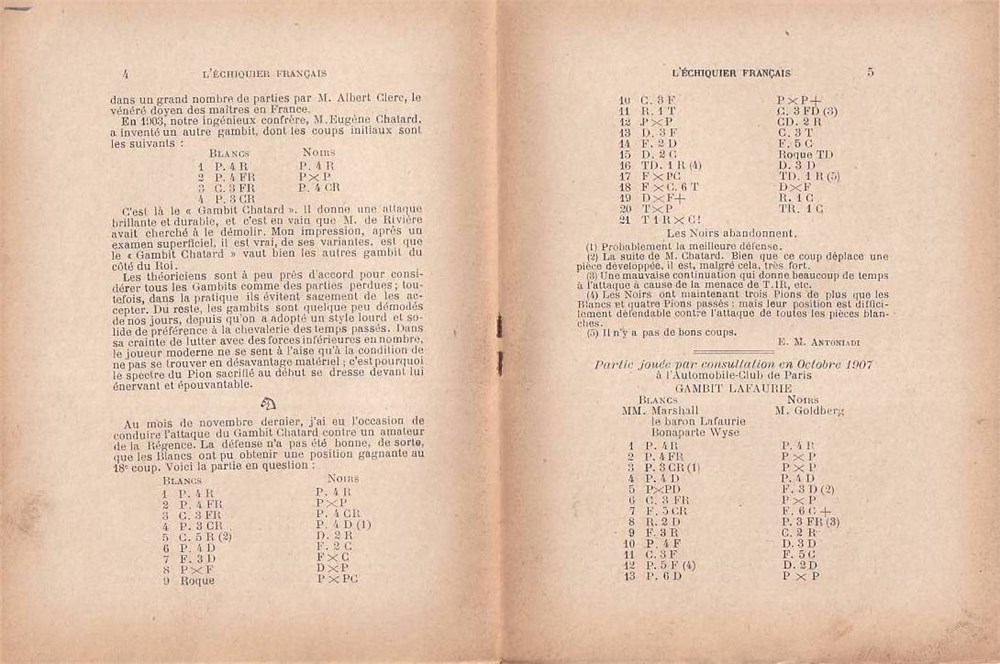 4 L'ÉCHIQUIER FRANÇAIS
dans un grand nombre de parties par M. Albert Clerc, le
vénéré doyen des maîtres en France.
En 1903, notre ingénieux confrère, M. Eugène Chatard,
a inventé un autre gambit, dont les coups initiaux sont
les suivants :
BLANCS NOIRS
1 P. 4 R P. 4 R
2 P. 4 FR P×P
3 C. 3 FR P. 4 CR
4 P. 3 CR
C'est là le « Gambit Chatard ». Il donne une attaque
brillante et durable, et c'est en vain que M. de Rivière
avait cherché à le démolir. Mon impression, après un
examen superficiel, il est vrai, de ses variantes, est que
le « Gambit Chatard » vaut bien les autres gambit du
côté du Roi.
Les théoriciens sont à peu près d'accord pour consi-
dérer tous les Gambits comme des parties perdues ; tou-
tefois, dans la pratique ils évitent sagement de les ac-
cepter. Du reste, les gambits sont quelque peu démodés
de nos jours, depuis qu'on a adopté un style lourd et so-
lide de préférence à la chevalerie des temps passés. Dans
sa crainte de lutter avec des forces inférieures en nombre,
le joueur moderne ne se sent à l'aise qu'à la condition de
ne pas se trouver en désavantage matériel ; c'est pourquoi
le spectre du Pion sacrifié au début se dresse devant lui
énervant et épouvantable.
Au mois de novembre dernier, j'ai eu l'occasion de
conduire l'attaque du Gambit Chatard contre un amateur
de la Régence. La défense n'a pas été bonne, de sorte,
que les Blancs ont pu obtenir une position gagnante au
18e coup. Voici la partie en question :
BLANCS NOIRS
1 P. 4 R P. 4 R
2 P. 4 FR P×P
3 C. 3 FR P. 4 CR
4 P. 3 CR P. 4 D (1)
5 C. 5 R (2) D. 2 R
6 P. 4 D F. 2 C
7 F. 3 D F×C
8 P×F D×P
9 Roque P×PC
L'ÉCHIQUIER FRANÇAIS 5
10 C. 3 F P×P+
11 R. 1 T C. 3 FD (3)
12 P×P CD. 2 R
13 D. 3 F C. 3 T
14 F. 2 D F. 5 C
15 D. 2 C Roque TD
16 TD. 1 R (4) D. 3 D
17 F×PC TD. 1 R (5)
18 F×C. 6 T D×F
19 D×F+ R. 1 C
20 T×P TR. 1 C
21 T 1 R×C!
Les Noirs abandonnent.
(1) Probablement la meilleure défense.
(2) La suite de M. Chatard. Bien que ce coup déplace une
pièce développée, il est, malgré cela, très fort.
(3) Une mauvaise continuation qui donne beaucoup de temps
à l'attaque à cause de la menace de T.1R, etc.
(4) Les Noirs ont maintenant trois Pions de plus que les
Blancs et quatre Pions passés ; mais leur position est difficі-
lement défendable contre l'attaque de toutes les pièces blan-
ches.
(5) Il n'y a pas de bons coups.
E. M. ANTONIADI
Partie jouée par consultation en Octobre 1907
à l'Automobile-Club de Paris
GAMBIT LAFAURIE
BLANCS NOIRS
MM. Marshall M. Goldberg
le baron Lafaurie
Bonaparte Wyse
1 P. 4 R P. 4 R
2 P. 4 FR P × P
3 P. 3 CR (1) P × P
4 P. 4 D P. 4 D
5 P×PD F. 3 D (2)
6 C. 3 FR P × P
7 F. 5 CR F. 6 C +
8 R. 2 D P. 3 FR (3)
9 F. 3 R C. 2 R
10 P. 4 F D. 3 D
11 C. 3 F F. 5 C
12 P. 5 F (4) D. 2 D
13 P. 6 D P × P